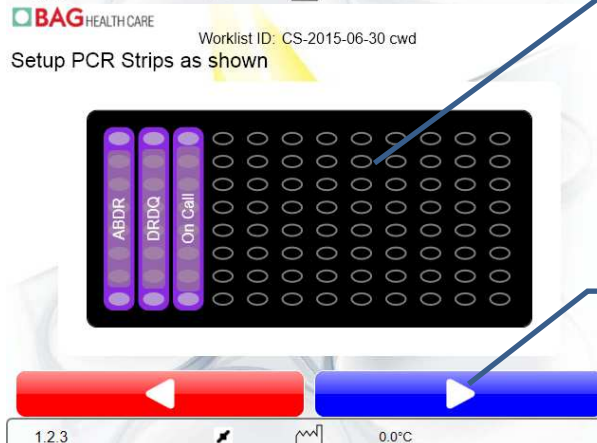 BAG HEALTH CARE
Worklist ID: CS-2015-06-30 cwd
Setup PCR Strips as shown
ABDR
DRDQ
On Call
1.2.3
0.0°C